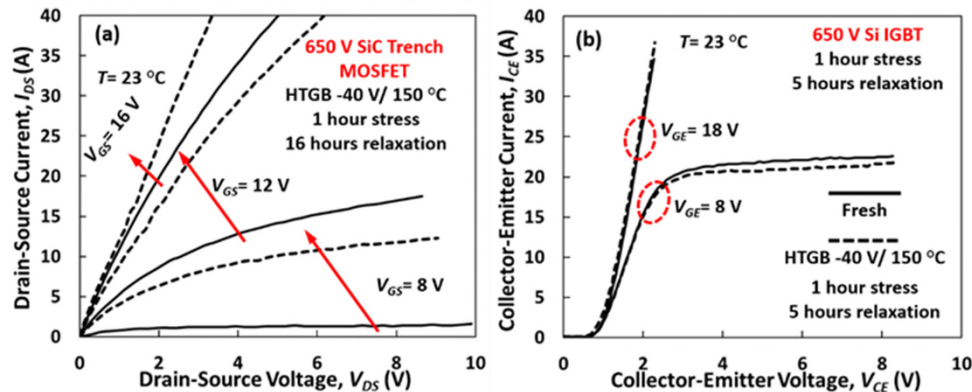 (a)
650 V SiC Trench
MOSFET
HTGB -40 V/ 150 °C
1 hour stress
16 hours relaxation
T= 23 °C
VGS= 16 V
VGS= 12 V
VGS= 8 V
40
35
30
25
20
15
10
5
0
0 2 4 6 8 10
Drain-Source Current, IDS (A)
Drain-Source Voltage, VDS (V)
(b)
T= 23 °C
650 V Si IGBT
1 hour stress
5 hours relaxation
VGE= 18 V
VGE= 8 V
Fresh
HTGB -40 V/ 150 °C
1 hour stress
5 hours relaxation
40
35
30
25
20
15
10
5
0
0 2 4 6 8 10
Collector-Emitter Current, ICE (A)
Collector-Emitter Voltage, VCE (V)